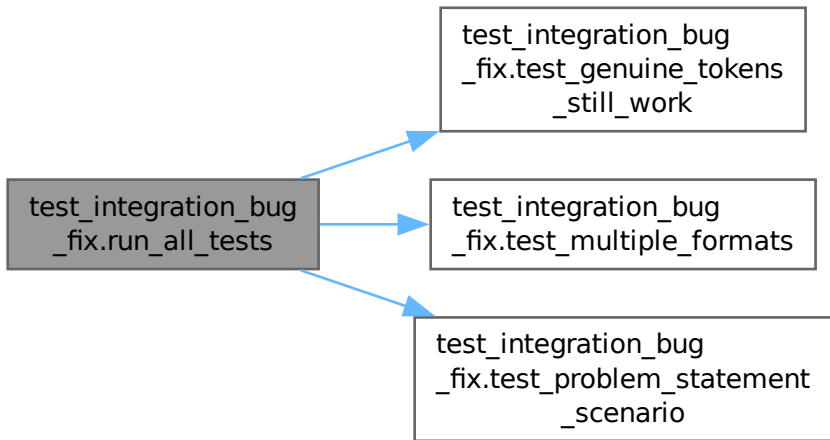 test_integration_bug
_fix.run_all_tests
test_integration_bug
_fix.test_genuine_tokens
_still_work
test_integration_bug
_fix.test_multiple_formats
test_integration_bug
_fix.test_problem_statement
_scenario